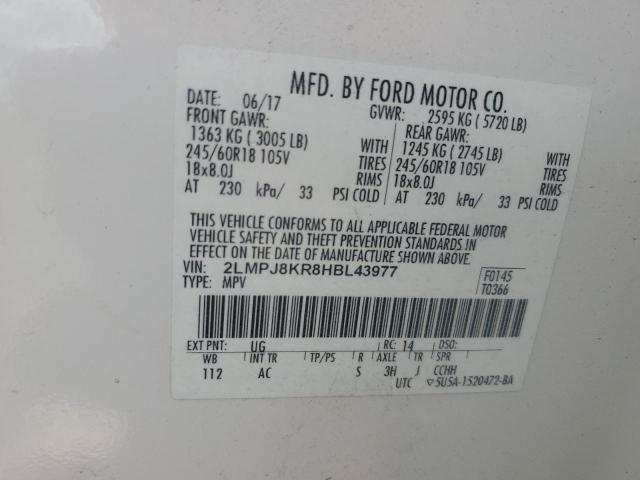 MFD. BY FORD MOTOR CO.
DATE: 06/17 GVWR: 2595 KG ( 5720 LB)
FRONT GAWR: REAR GAWR:
1363 KG ( 3005 LB) WITH 1245 KG ( 2745 LB) WITH
245/60R18 105V TIRES 245/60R18 105V TIRES
18x8.0J RIMS 18x8.0J RIMS
AT 230 kPa/ 33 PSI COLD AT 230 kPa/ 33 PSI COLD
THIS VEHICLE CONFORMS TO ALL APPLICABLE FEDERAL MOTOR
VEHICLE SAFETY AND THEFT PREVENTION STANDARDS IN
EFFECT ON THE DATE OF MANUFACTURE SHOWN ABOVE.
VIN: 2LMPJ8KR8HBL43977 F0145
TYPE: MPV T0366
EXT PNT: UG RC: 14 DSO:
WB INT TR TP/PS R AXLE TR SPR
112 AC S 3H J CCHH
UTC ▽5U5A-1520472-BA